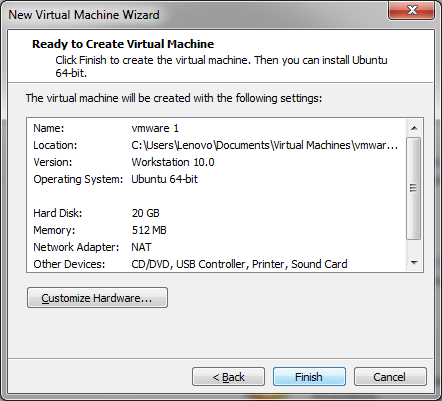 New Virtual Machine Wizard
Ready to Create Virtual Machine
Click Finish to create the virtual machine. Then you can install Ubuntu
64-bit.
The virtual machine will be created with the following settings:
Name: vmware 1
Location: C:\Users\Lenovo\Documents\Virtual Machines\vmwar...
Version: Workstation 10.0
Operating System: Ubuntu 64-bit
Hard Disk: 20 GB
Memory: 512 MB
Network Adapter: NAT
Other Devices: CD/DVD, USB Controller, Printer, Sound Card
Customize Hardware...
< Back Finish Cancel